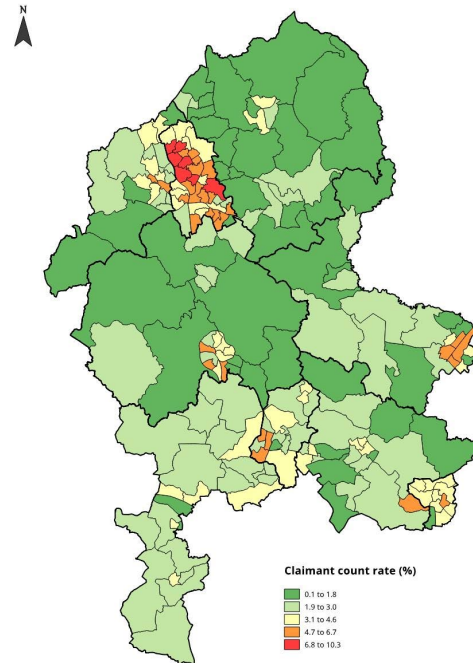 N
Claimant count rate (%)
0.1 to 1.8
1.9 to 3.0
3.1 to 4.6
4.7 to 6.7
6.8 to 10.3